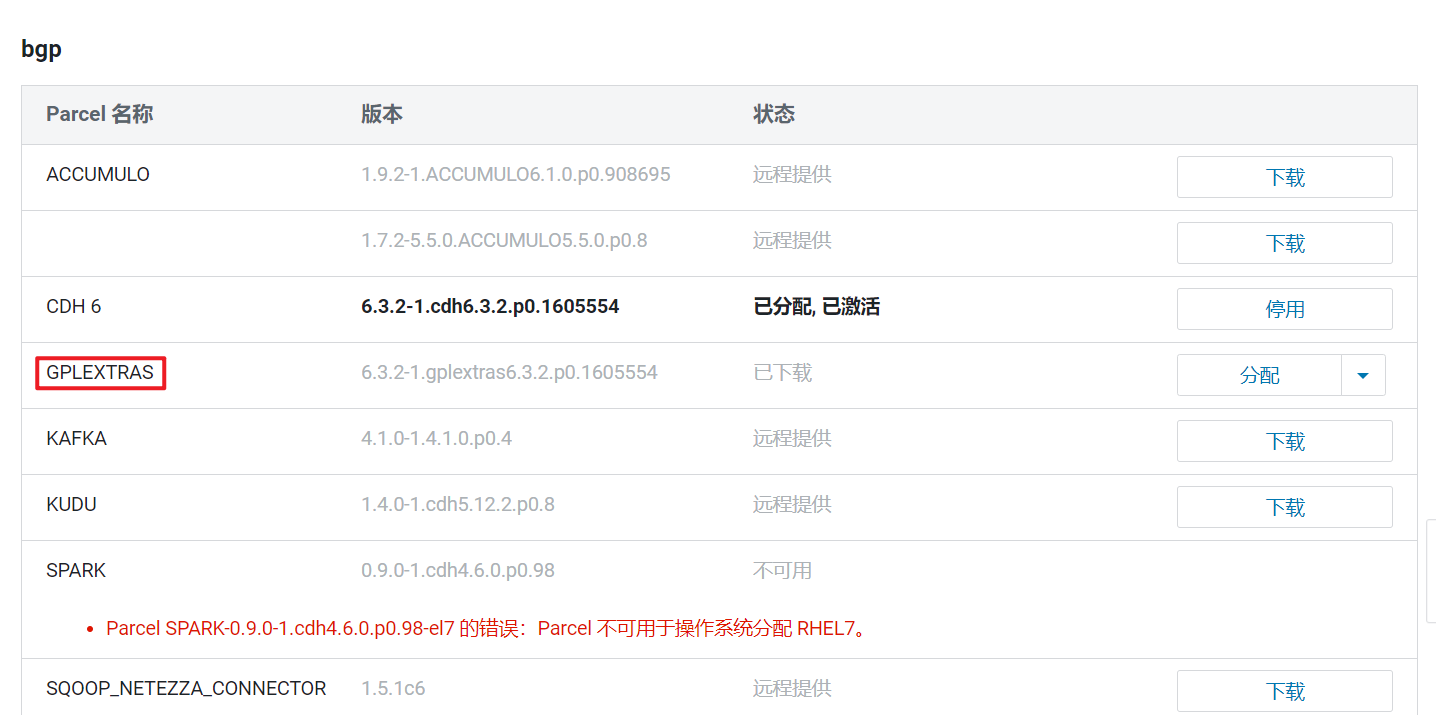 bgp
Parcel 名称 版本 状态
ACCUMULO 1.9.2-1.ACCUMULO6.1.0.p0.908695 远程提供 下载
1.7.2-5.5.0.ACCUMULO5.5.0.p0.8 远程提供 下载
CDH 6 6.3.2-1.cdh6.3.2.p0.1605554 已分配, 已激活 停用
GPLEXTRAS 6.3.2-1.gplextras6.3.2.p0.1605554 已下载 分配
KAFKA 4.1.0-1.4.1.0.p0.4 远程提供 下载
KUDU 1.4.0-1.cdh5.12.2.p0.8 远程提供 下载
SPARK 0.9.0-1.cdh4.6.0.p0.98 不可用
• Parcel SPARK-0.9.0-1.cdh4.6.0.p0.98-el7 的错误：Parcel 不可用于操作系统分配 RHEL7。
SQOOP_NETEZZA_CONNECTOR 1.5.1c6 远程提供 下载